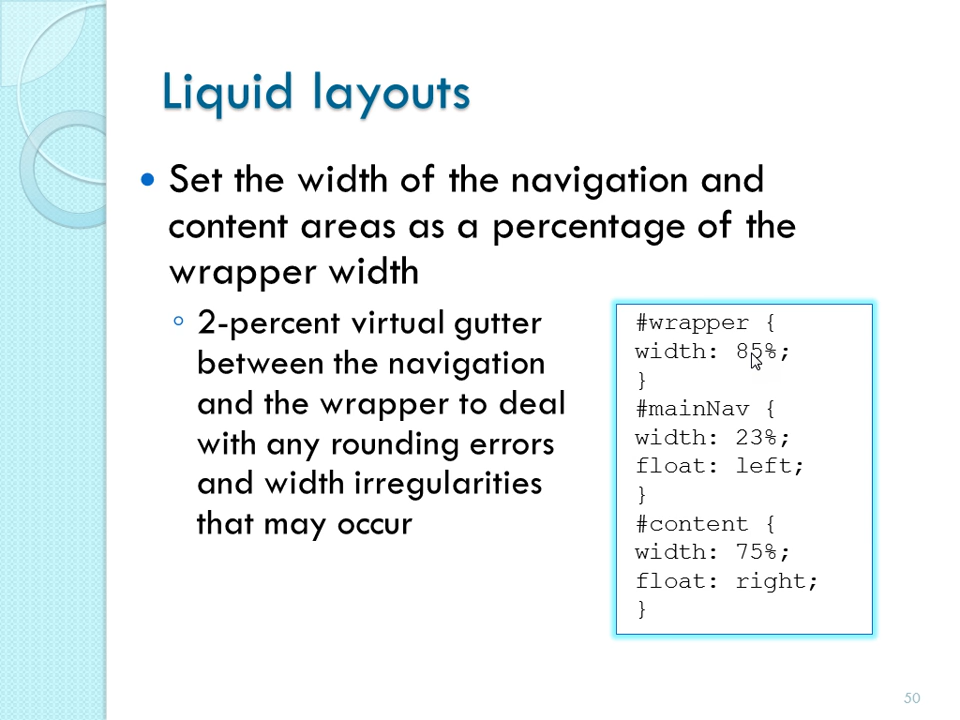 Liquid layouts
Set the width of the navigation and
content areas as a percentage of the
wrapper width
2-percent virtual gutter
between the navigation
and the wrapper to deal
with any rounding errors
and width irregularities
that may occur
#wrapper {
width: 85%;
}
#mainNav {
width: 23%;
float: left;
}
#content {
width: 75%;
float: right;
}
50